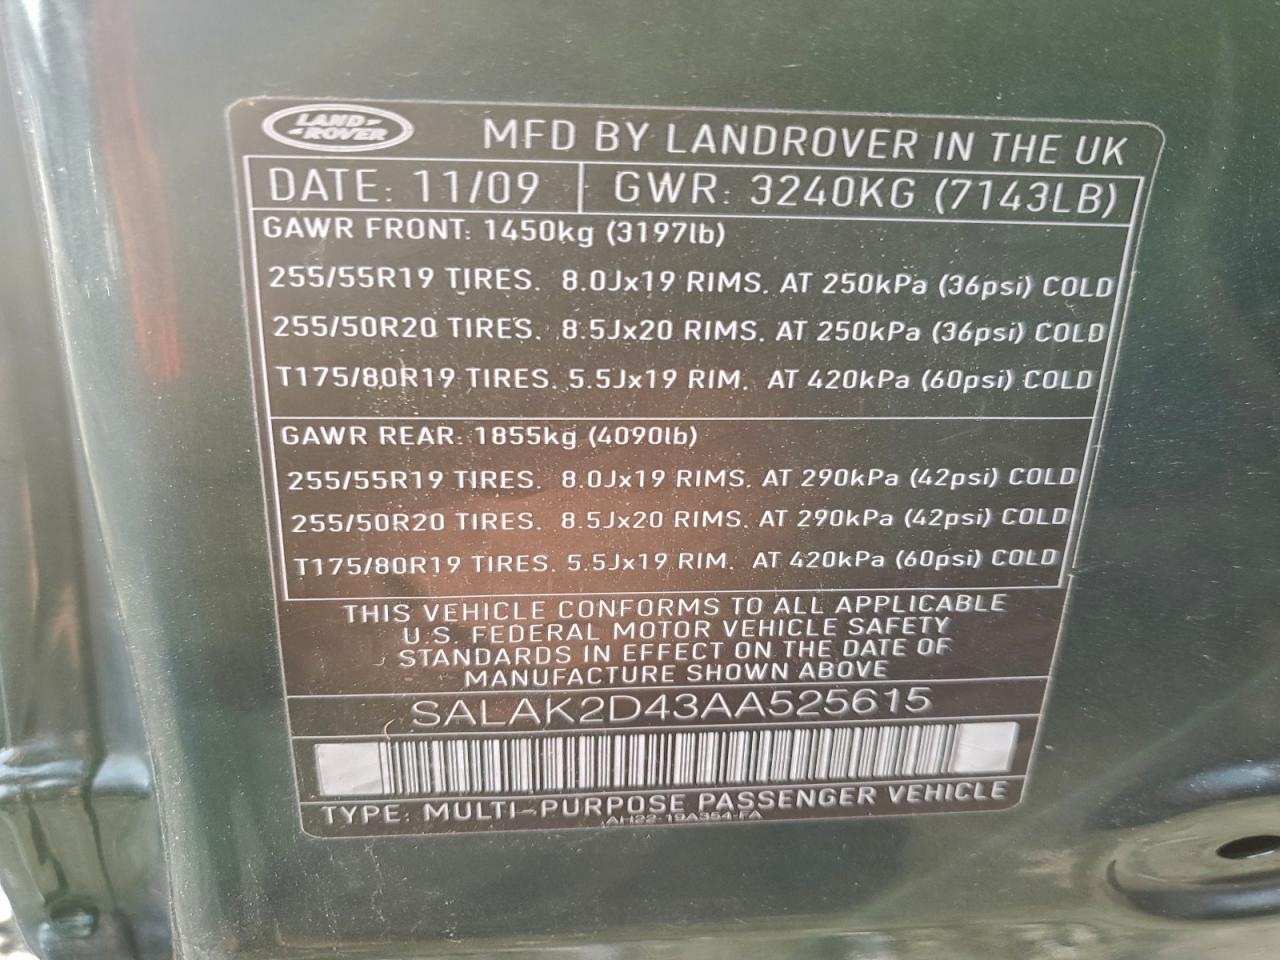 LAND-
-ROVER
MFD BY LANDROVER IN THE UK
DATE: 11/09 GWR: 3240KG (7143LB)
GAWR FRONT: 1450kg (3197lb)
255/55R19 TIRES. 8.0Jx19 RIMS. AT 250kPa (36psi) COLD
255/50R20 TIRES. 8.5Jx20 RIMS. AT 250kPa (36psi) COLD
T175/80R19 TIRES. 5.5Jx19 RIM. AT 420kPa (60psi) COLD
GAWR REAR: 1855kg (4090lb)
255/55R19 TIRES. 8.0Jx19 RIMS. AT 290kPa (42psi) COLD
255/50R20 TIRES. 8.5Jx20 RIMS. AT 290kPa (42psi) COLD
T175/80R19 TIRES. 5.5Jx19 RIM. AT 420kPa (60psi) COLD
THIS VEHICLE CONFORMS TO ALL APPLICABLE
U.S. FEDERAL MOTOR VEHICLE SAFETY
STANDARDS IN EFFECT ON THE DATE OF
MANUFACTURE SHOWN ABOVE
SALAK2D43AA525615
TYPE: MULTI-PURPOSE PASSENGER VEHICLE
AH22-19A354-FA